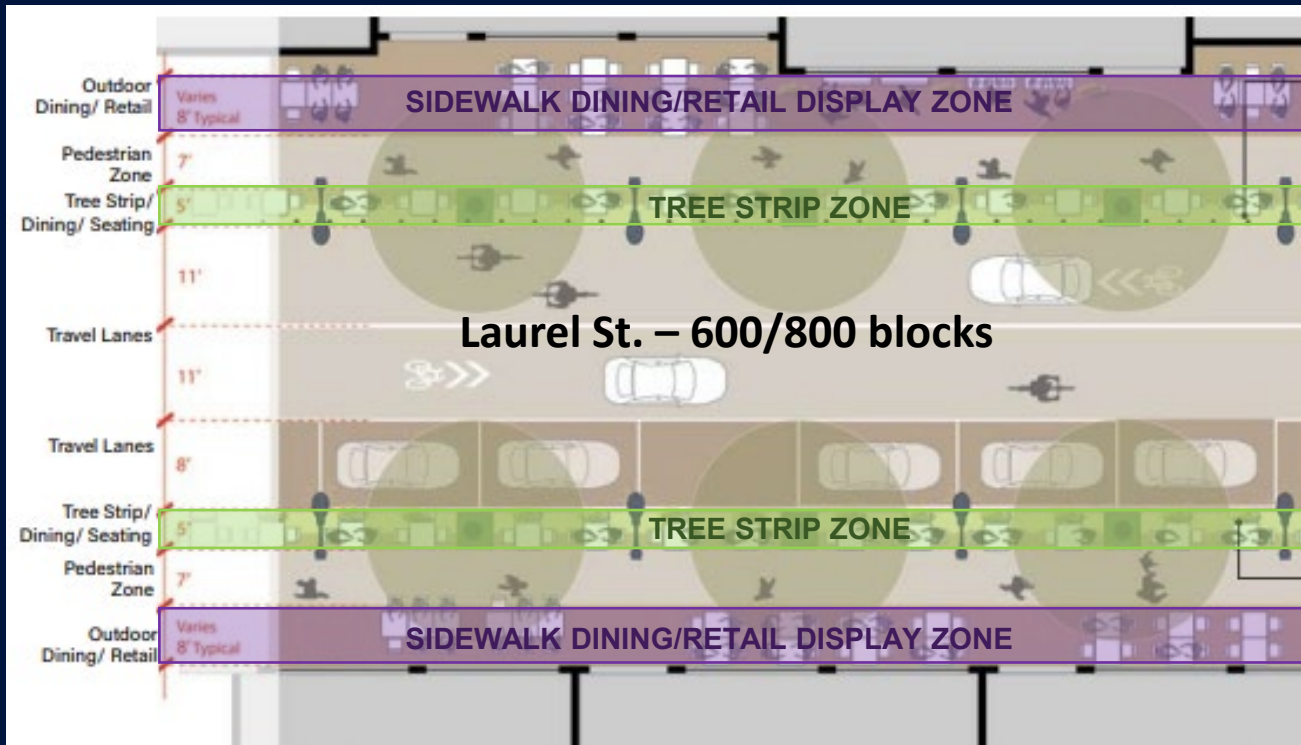 Outdoor
Dining/ Retail
Varies
8' Typical
SIDEWALK DINING/RETAIL DISPLAY ZONE
Pedestrian
Zone
7'
Tree Strip/
Dining/ Seating
5'
TREE STRIP ZONE
11'
Laurel St. – 600/800 blocks
Travel Lanes
11'
Travel Lanes
8'
Tree Strip/
Dining/ Seating
5'
TREE STRIP ZONE
Pedestrian
Zone
7'
Outdoor
Dining/ Retail
Varies
8' Typical
SIDEWALK DINING/RETAIL DISPLAY ZONE